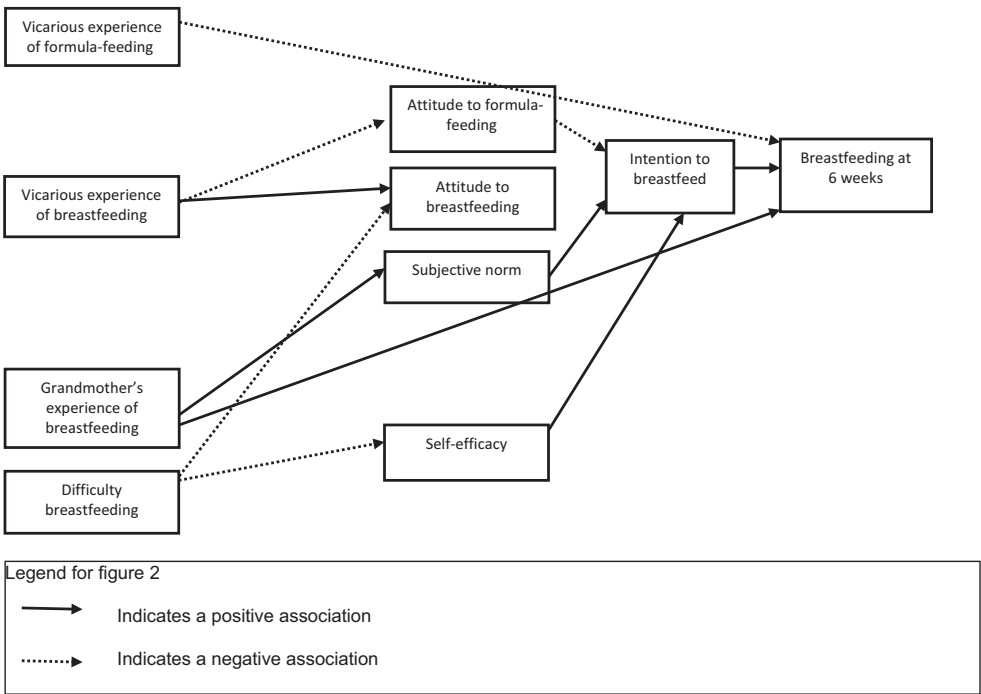 Vicarious experience
of formula-feeding
Attitude to formula-
feeding
Intention to
breastfeed
Breastfeeding at
6 weeks
Vicarious experience
of breastfeeding
Attitude to
breastfeeding
Subjective norm
Grandmother’s
experience of
breastfeeding
Self-efficacy
Difficulty
breastfeeding
Legend for figure 2
Indicates a positive association
Indicates a negative association